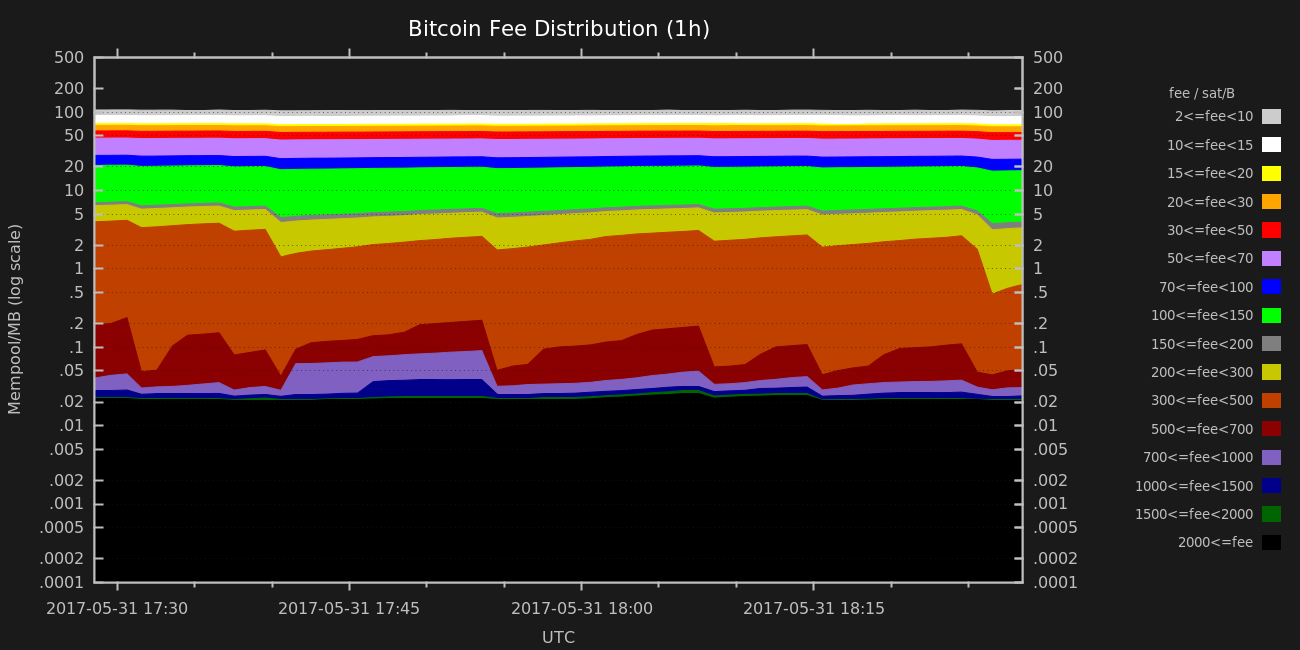 Bitcoin Fee Distribution (1h)
500 500
200 200
100 100
50 50
20 20
10 10
5 5
2 2
1 1
.5 .5
.2 .2
.1 .1
.05 .05
.02 .02
.01 .01
.005 .005
.002 .002
.001 .001
.0005 .0005
.0002 .0002
.0001 .0001
Mempool/MB (log scale)
2017-05-31 17:30 2017-05-31 17:45 2017-05-31 18:00 2017-05-31 18:15
UTC
fee / sat/B
2<=fee<10
10<=fee<15
15<=fee<20
20<=fee<30
30<=fee<50
50<=fee<70
70<=fee<100
100<=fee<150
150<=fee<200
200<=fee<300
300<=fee<500
500<=fee<700
700<=fee<1000
1000<=fee<1500
1500<=fee<2000
2000<=fee